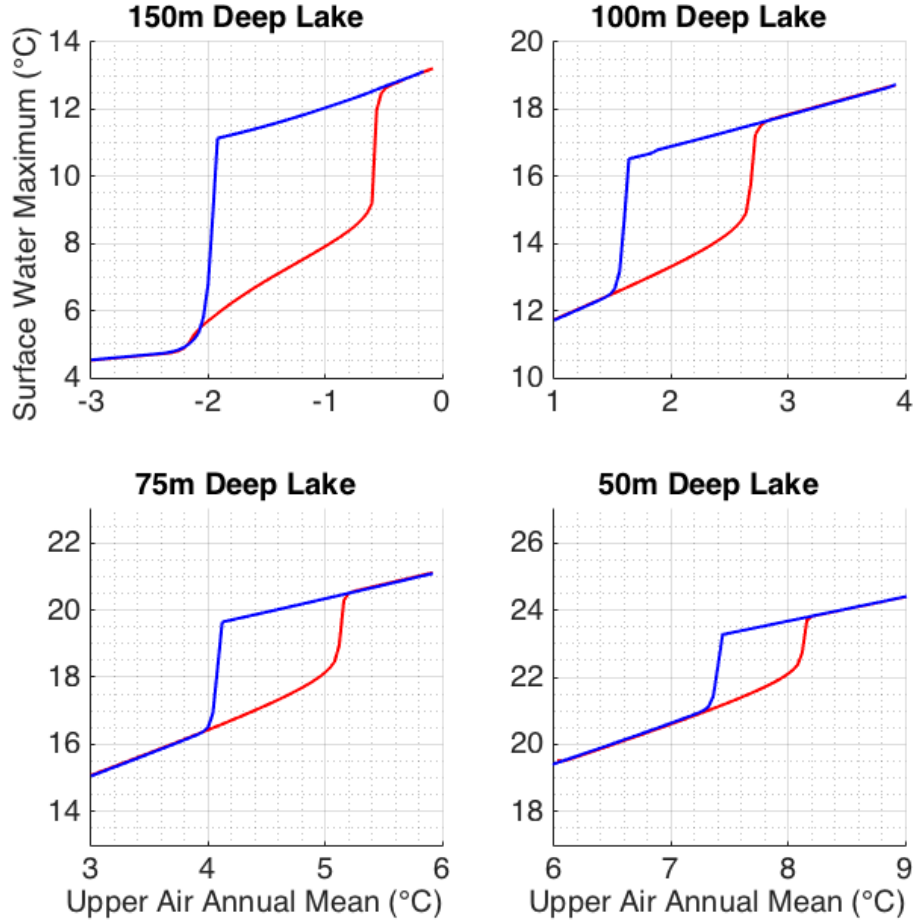 150m Deep Lake
Surface Water Maximum (°C)
14
12
10
8
6
4
-3 -2 -1 0
100m Deep Lake
20
18
16
14
12
10
1 2 3 4
75m Deep Lake
22
20
18
16
14
3 4 5 6
Upper Air Annual Mean (°C)
50m Deep Lake
26
24
22
20
18
6 7 8 9
Upper Air Annual Mean (°C)